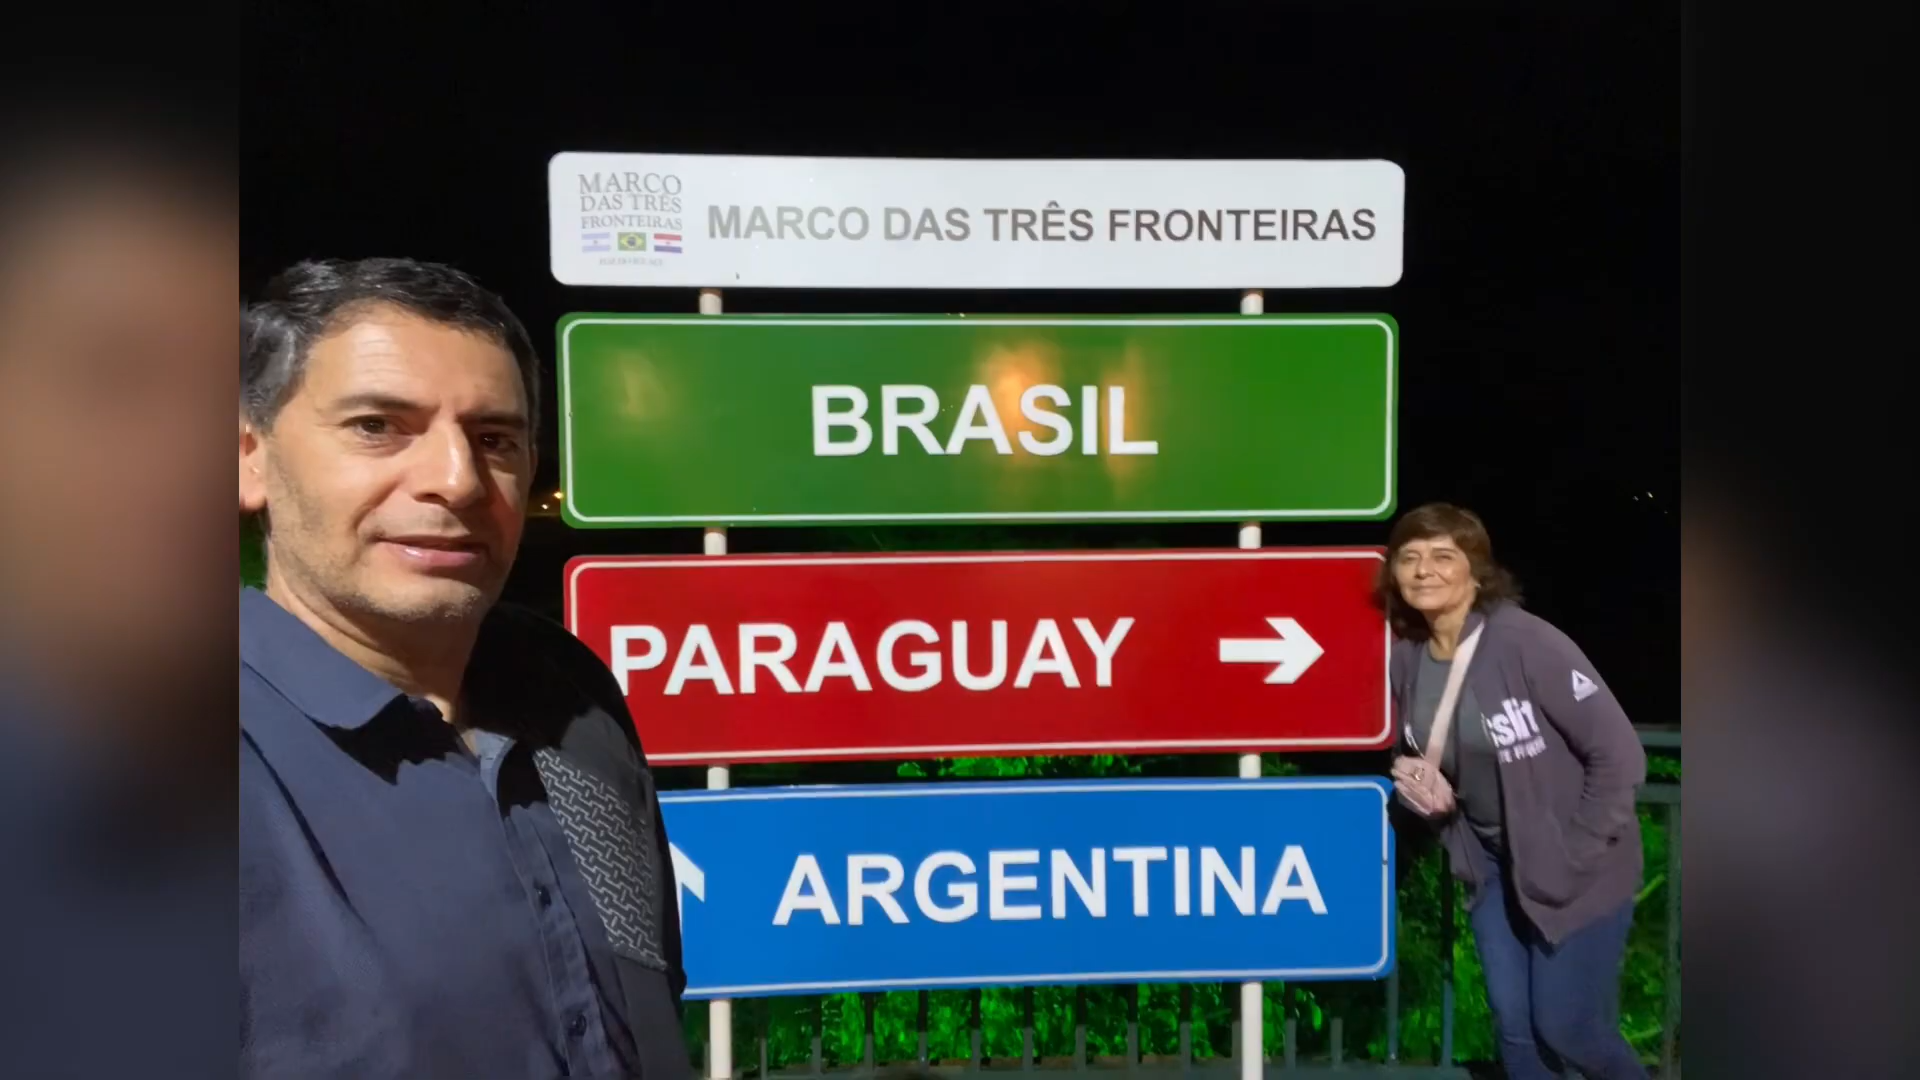 MARCO
DAS TRÊS
FRONTEIRAS
MARCO DAS TRÊS FRONTEIRAS
BRASIL
PARAGUAY
ARGENTINA